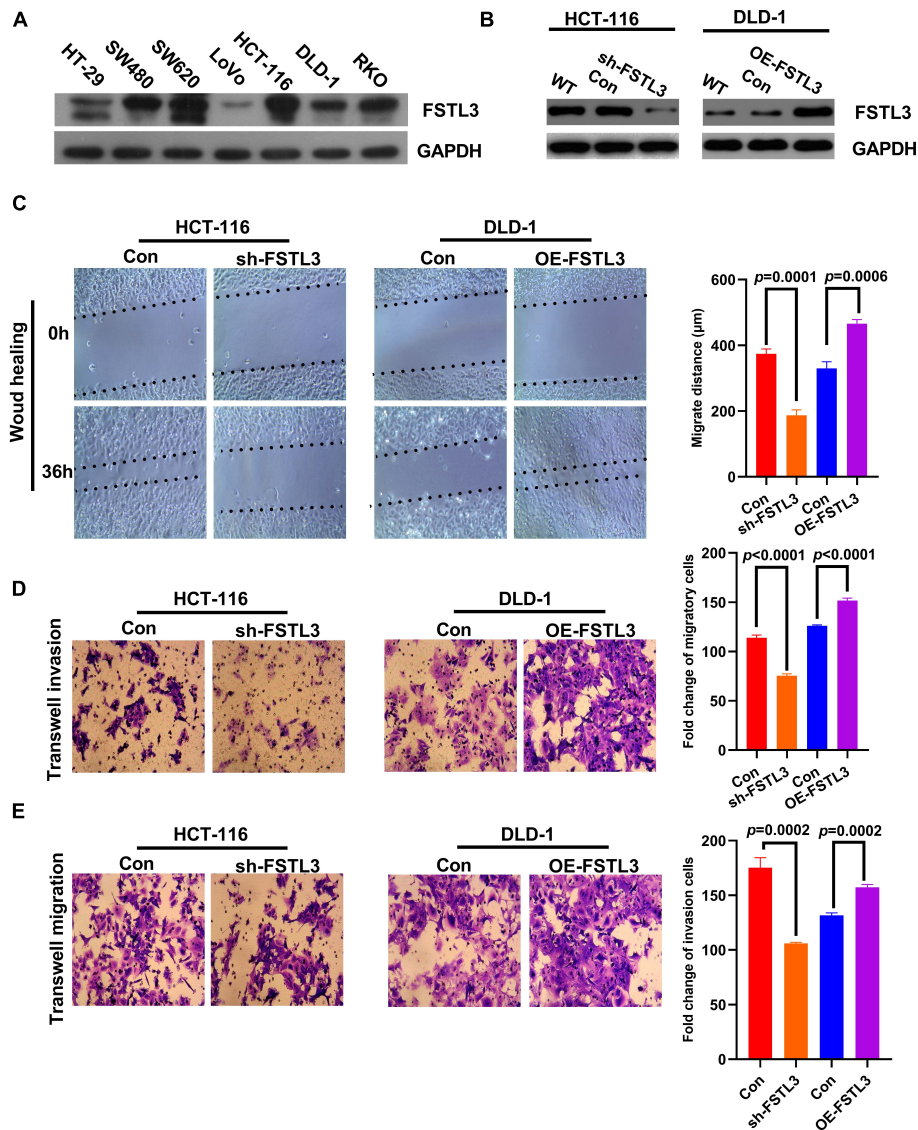 A
HT-29 SW480 SW620 LoVo HCT-116 DLD-1 RKO
FSTL3
GAPDH
B
HCT-116 DLD-1
WT Con sh-FSTL3 WT Con OE-FSTL3
FSTL3
GAPDH
C
HCT-116 DLD-1
Con sh-FSTL3 Con OE-FSTL3
Woud healing
0h
36h
p=0.0001 p=0.0006
Migrate distance (μm)
600
400
200
0
Con sh-FSTL3 Con OE-FSTL3
D
HCT-116 DLD-1
Con sh-FSTL3 Con OE-FSTL3
Transwell invasion
p<0.0001 p<0.0001
Fold change of migratory cells
200
150
100
50
0
Con sh-FSTL3 Con OE-FSTL3
E
HCT-116 DLD-1
Con sh-FSTL3 Con OE-FSTL3
Transwell migration
p=0.0002 p=0.0002
Fold change of invasion cells
200
150
100
50
0
Con sh-FSTL3 Con OE-FSTL3